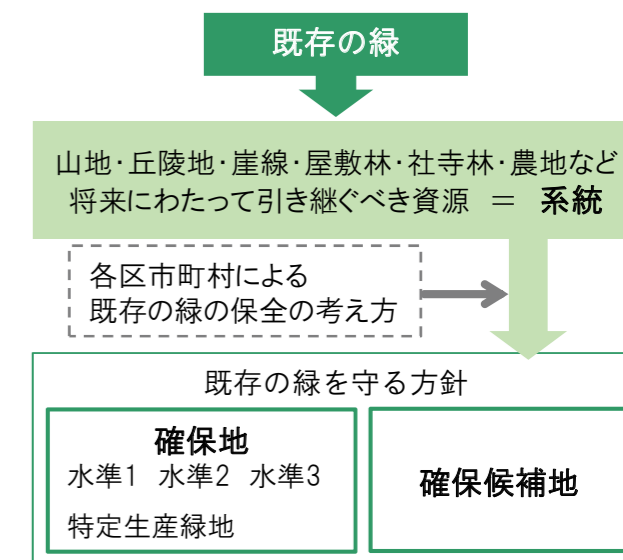 既存の緑
山地･丘陵地･崖線･屋敷林･社寺林･農地など
将来にわたって引き継ぐべき資源 ＝ 系統
各区市町村による
既存の緑の保全の考え方
既存の緑を守る方針
確保地
水準1 水準2 水準3
特定生産緑地
確保候補地